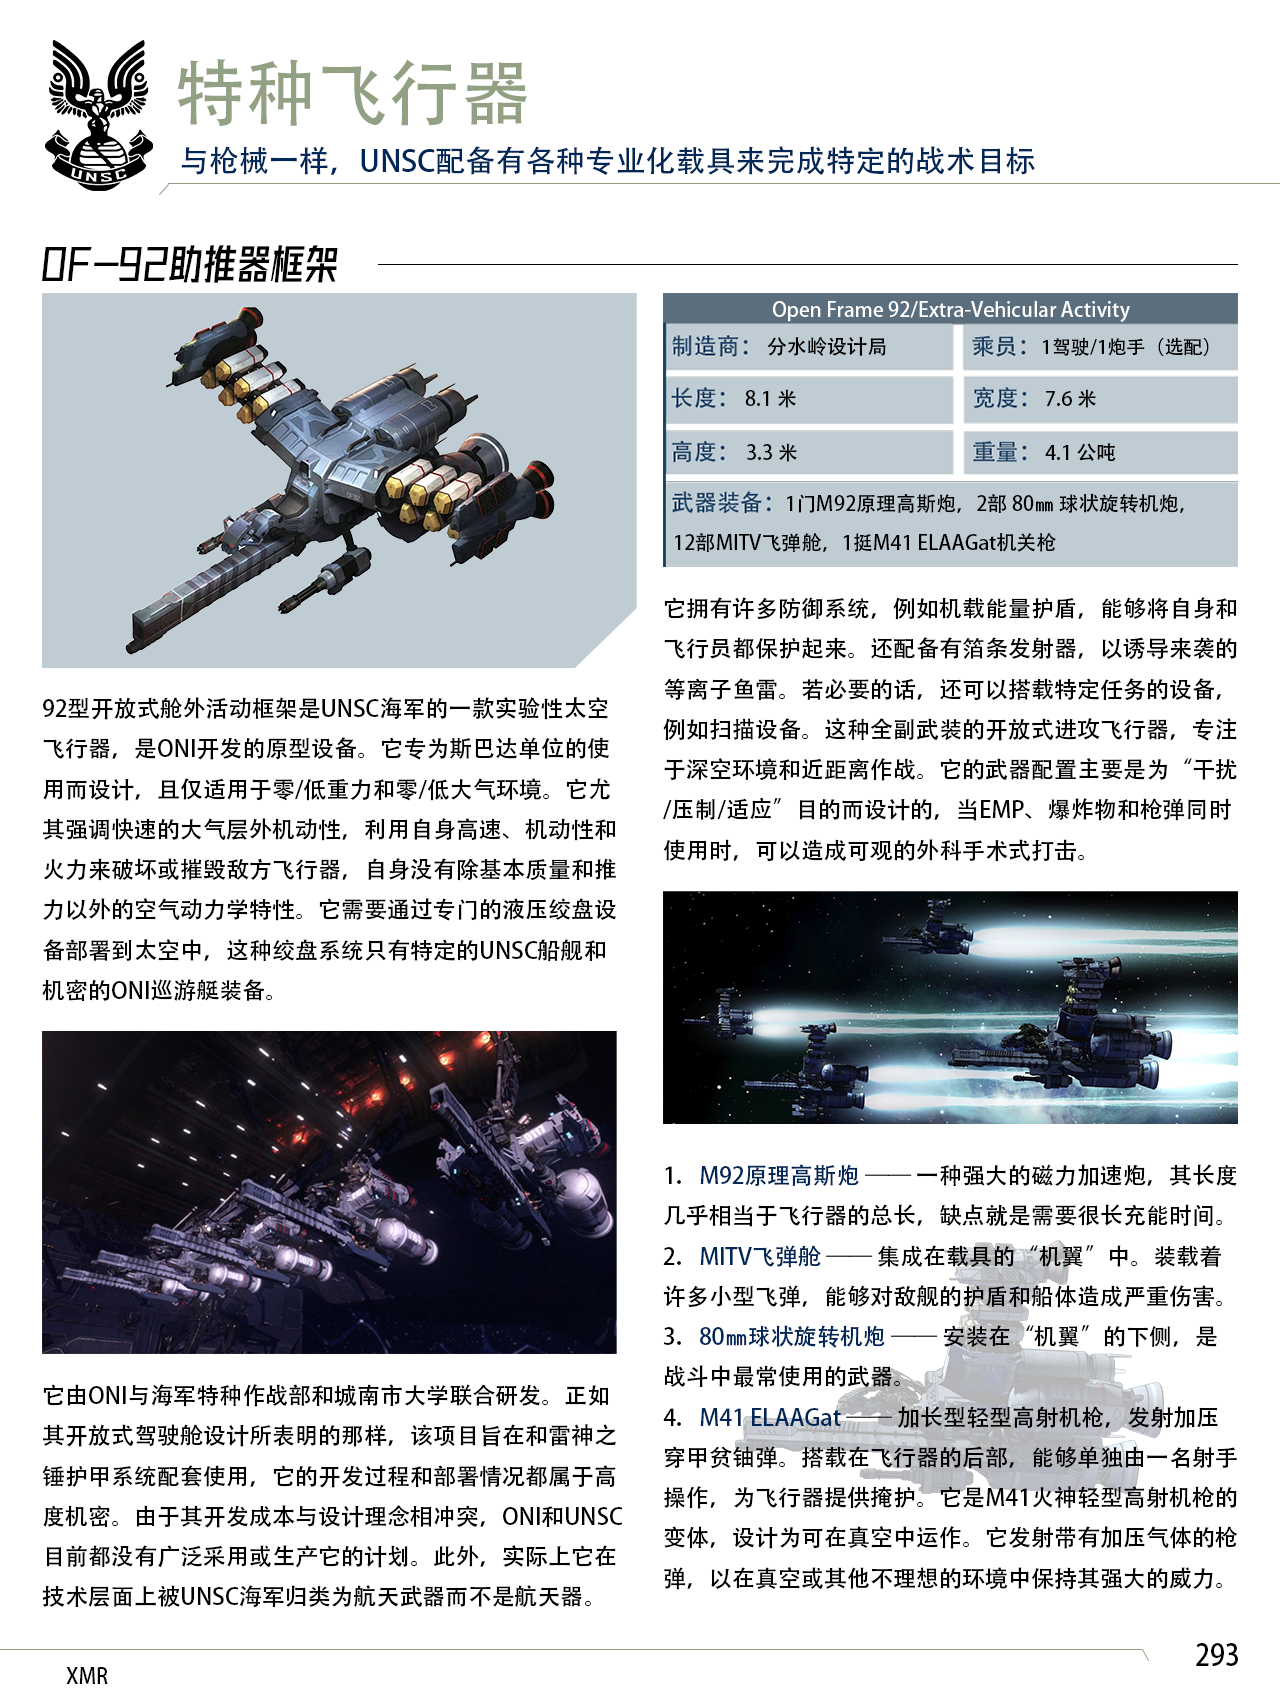 UNSC
特种飞行器
与枪械一样，UNSC配备有各种专业化载具来完成特定的战术目标
OF-92助推器框架
92型开放式舱外活动框架是UNSC海军的一款实验性太空
飞行器，是ONI开发的原型设备。它专为斯巴达单位的使
用而设计，且仅适用于零/低重力和零/低大气环境。它尤
其强调快速的大气层外机动性，利用自身高速、机动性和
火力来破坏或摧毁敌方飞行器，自身没有除基本质量和推
力以外的空气动力学特性。它需要通过专门的液压绞盘设
备部署到太空中，这种绞盘系统只有特定的UNSC船舰和
机密的ONI巡游艇装备。
它由ONI与海军特种作战部和城南市大学联合研发。正如
其开放式驾驶舱设计所表明的那样，该项目旨在和雷神之
锤护甲系统配套使用，它的开发过程和部署情况都属于高
度机密。由于其开发成本与设计理念相冲突，ONI和UNSC
目前都没有广泛采用或生产它的计划。此外，实际上它在
技术层面上被UNSC海军归类为航天武器而不是航天器。
Open Frame 92/Extra-Vehicular Activity
制造商： 分水岭设计局
乘员： 1驾驶/1炮手（选配）
长度： 8.1 米
宽度： 7.6 米
高度： 3.3 米
重量： 4.1 公吨
武器装备：1门M92原理高斯炮，2部 80㎜ 球状旋转机炮，
12部MITV飞弹舱，1挺M41 ELAAGat机关枪
它拥有许多防御系统，例如机载能量护盾，能够将自身和
飞行员都保护起来。还配备有箔条发射器，以诱导来袭的
等离子鱼雷。若必要的话，还可以搭载特定任务的设备，
例如扫描设备。这种全副武装的开放式进攻飞行器，专注
于深空环境和近距离作战。它的武器配置主要是为“干扰
/压制/适应”目的而设计的，当EMP、爆炸物和枪弹同时
使用时，可以造成可观的外科手术式打击。
1. M92原理高斯炮 —— 一种强大的磁力加速炮，其长度
几乎相当于飞行器的总长，缺点就是需要很长充能时间。
2. MITV飞弹舱 —— 集成在载具的“机翼”中。装载着
许多小型飞弹，能够对敌舰的护盾和船体造成严重伤害。
3. 80㎜球状旋转机炮 —— 安装在“机翼”的下侧，是
战斗中最常使用的武器。
4. M41 ELAAGat —— 加长型轻型高射机枪，发射加压
穿甲贫铀弹。搭载在飞行器的后部，能够单独由一名射手
操作，为飞行器提供掩护。它是M41火神轻型高射机枪的
变体，设计为可在真空中运作。它发射带有加压气体的枪
弹，以在真空或其他不理想的环境中保持其强大的威力。
XMR
293